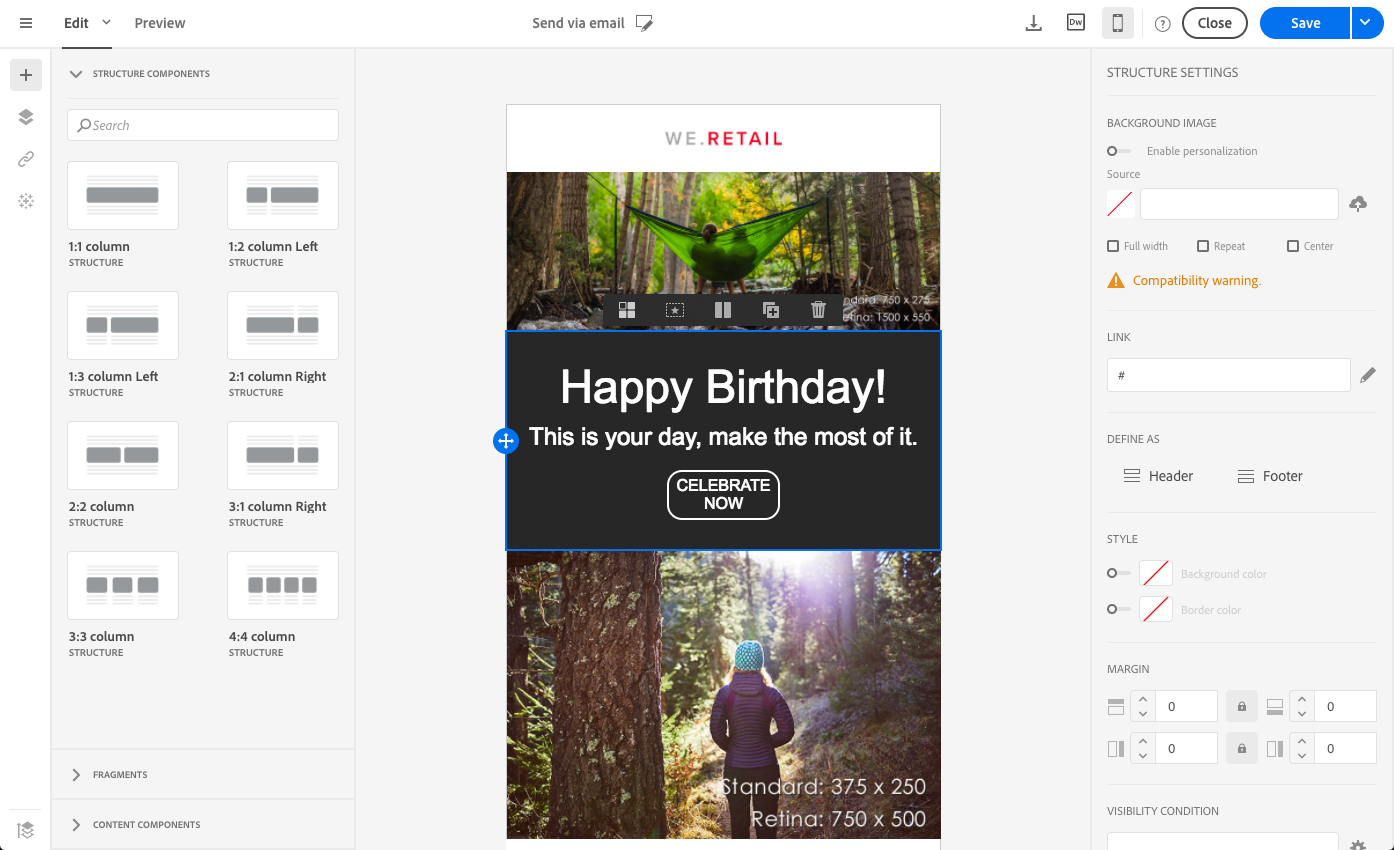 Edit
Preview
Send via email
Dw
?
Close
Save
STRUCTURE COMPONENTS
Search
1:1 column
STRUCTURE
1:2 column Left
STRUCTURE
1:3 column Left
STRUCTURE
2:1 column Right
STRUCTURE
2:2 column
STRUCTURE
3:1 column Right
STRUCTURE
3:3 column
STRUCTURE
4:4 column
STRUCTURE
FRAGMENTS
CONTENT COMPONENTS
WE.RETAIL
ndard: 750 x 275
etina: 1500 x 550
Happy Birthday!
This is your day, make the most of it.
CELEBRATE
NOW
Standard: 375 x 250
Retina: 750 x 500
STRUCTURE SETTINGS
BACKGROUND IMAGE
Enable personalization
Source
Full width
Repeat
Center
Compatibility warning.
LINK
#
DEFINE AS
Header
Footer
STYLE
Background color
Border color
MARGIN
0
0
0
0
VISIBILITY CONDITION